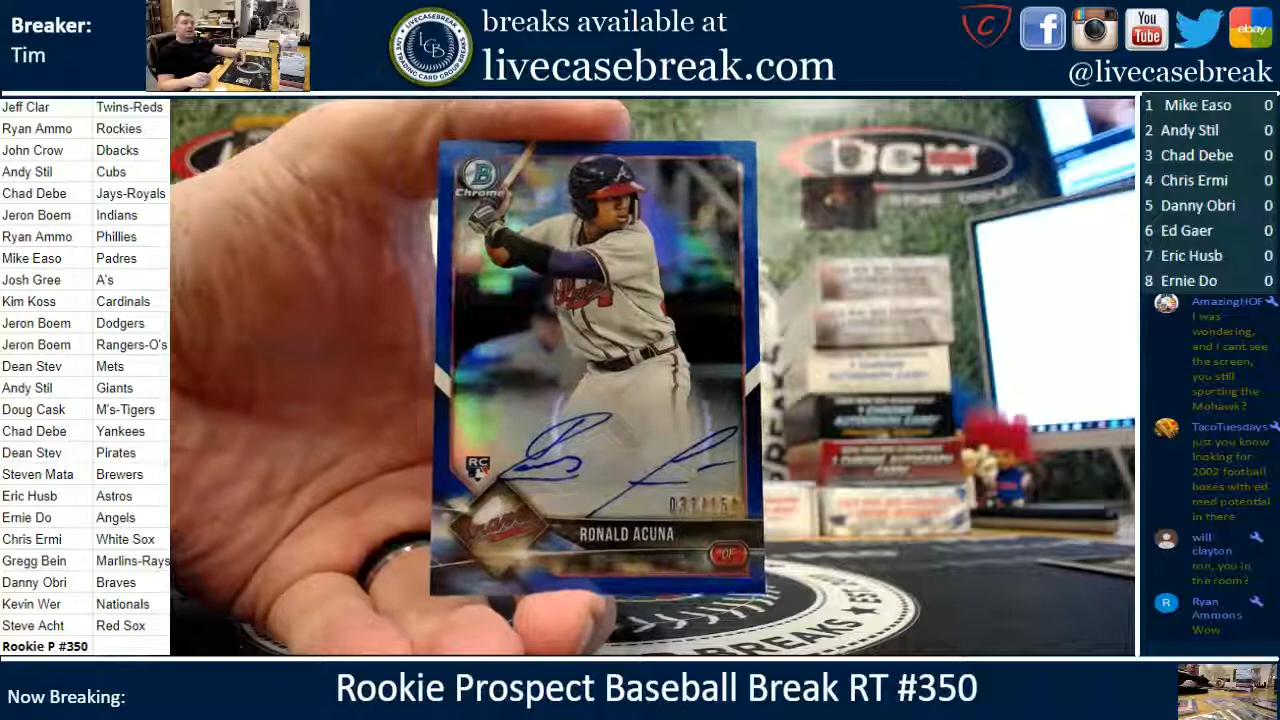 Breaker:
Tim
breaks available at
livecasebreak.com
LCB
You
Tube
ebay
@livecasebreak
Jeff Clar Twins-Reds
Ryan Ammo Rockies
John Crow Dbacks
Andy Stil Cubs
Chad Debe Jays-Royals
Jeron Boem Indians
Ryan Ammo Phillies
Mike Easo Padres
Josh Gree A's
Kim Koss Cardinals
Jeron Boem Dodgers
Jeron Boem Rangers-O's
Dean Stev Mets
Andy Stil Giants
Doug Cask M's-Tigers
Chad Debe Yankees
Dean Stev Pirates
Steven Mata Brewers
Eric Husb Astros
Ernie Do Angels
Chris Ermi White Sox
Gregg Bein Marlins-Rays
Danny Obri Braves
Kevin Wer Nationals
Steve Acht Red Sox
Rookie P #350
B
Chrome
RC
RONALD ACUNA
OF
BCW
BREAKS
1 Mike Easo 0
2 Andy Stil 0
3 Chad Debe 0
4 Chris Ermi 0
5 Danny Obri 0
6 Ed Gaer 0
7 Eric Husb 0
8 Ernie Do 0
AmazingHOF
I was
wondering,
and I cant see
the screen,
you still
sporting the
Mohawk?
TacoTuesdays
just you know
looking for
2002 football
boxes with ed
reed potential
in there
will
clayton
ron, you in
the room?
R
Ryan
Ammons
Wow
Now Breaking:
Rookie Prospect Baseball Break RT #350